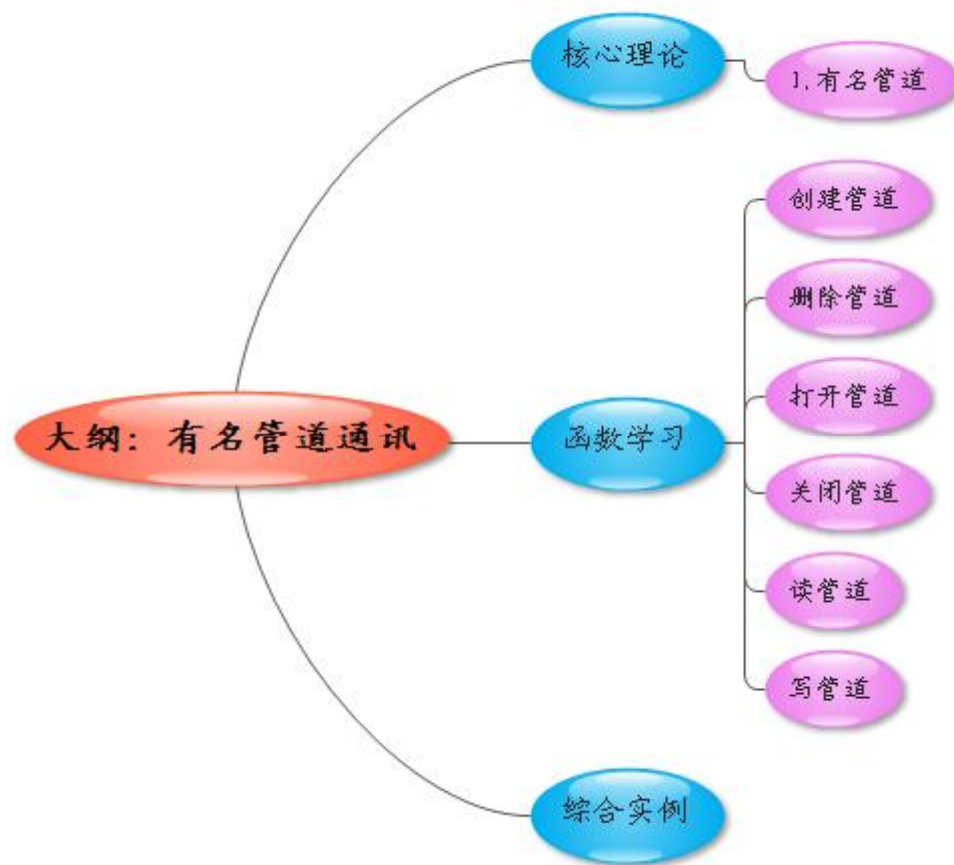 核心理论
1.有名管道
创建管道
删除管道
打开管道
大纲：有名管道通讯
函数学习
关闭管道
读管道
写管道
综合实例